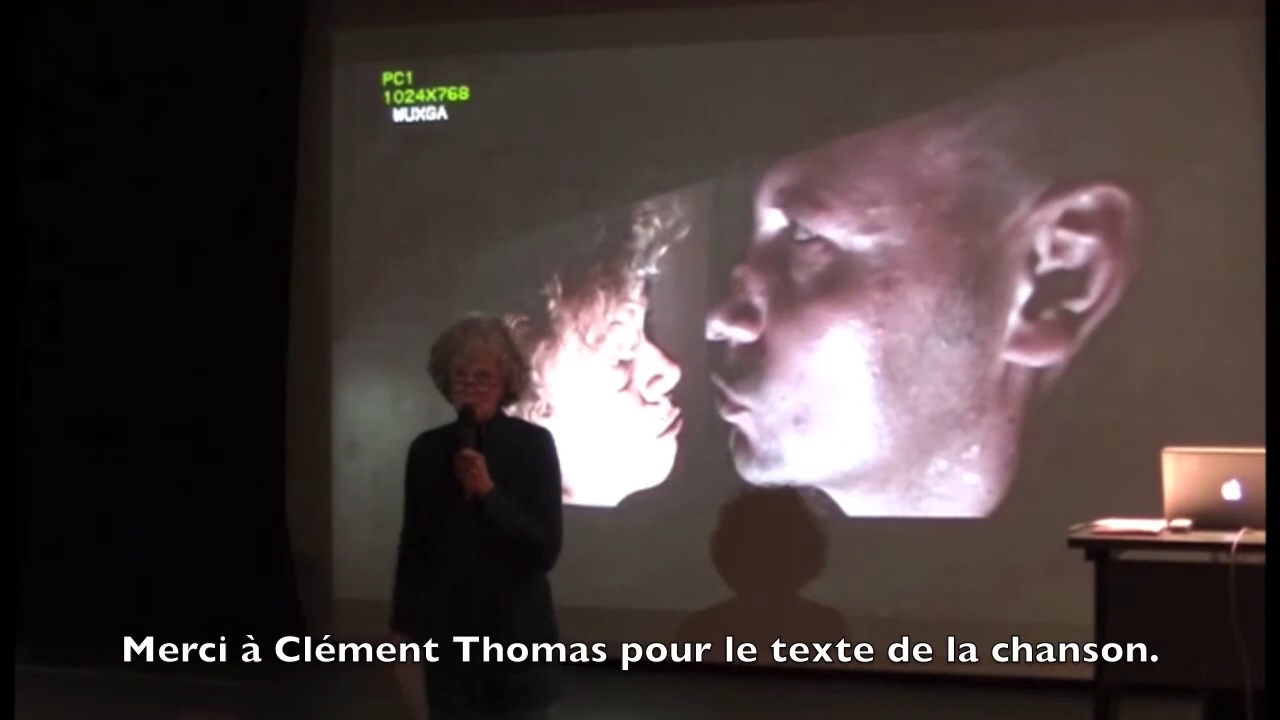 PC1
1024X768
WUXGA
Merci à Clément Thomas pour le texte de la chanson.